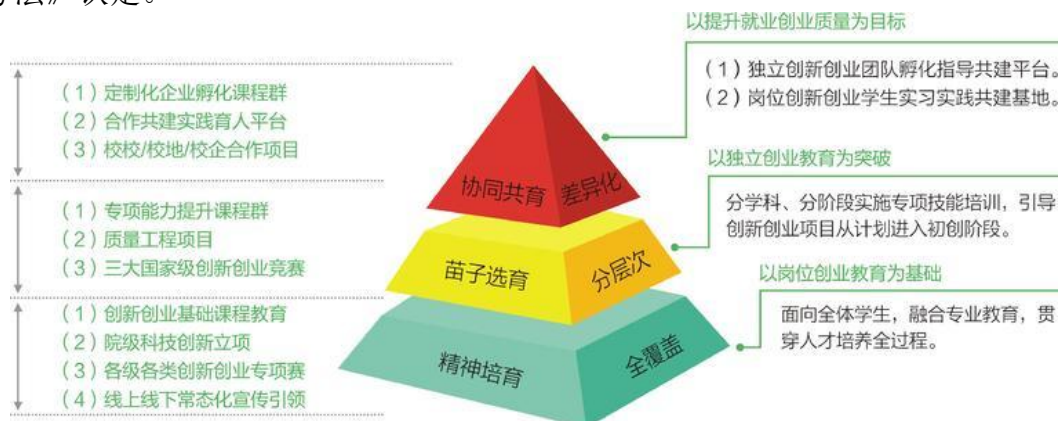 认定。
以提升就业创业质量为目标
(1)独立创新创业团队孵化指导共建平台。
(2)岗位创新创业学生实习实践共建基地。
(1)定制化企业孵化课程群
(2)合作共建实践育人平台
(3)校校/校地/校企合作项目
协同共育 差异化
以独立创业教育为突破
分学科、分阶段实施专项技能培训，引导
创新创业项目从计划进入初创阶段。
(1)专项能力提升课程群
(2)质量工程项目
(3)三大国家级创新创业竞赛
苗子选育 分层次
以岗位创业教育为基础
面向全体学生，融合专业教育，贯
穿人才培养全过程。
(1)创新创业基础课程教育
(2)院级科技创新立项
(3)各级各类创新创业专项赛
(4)线上线下常态化宣传引领
精神培育 全覆盖